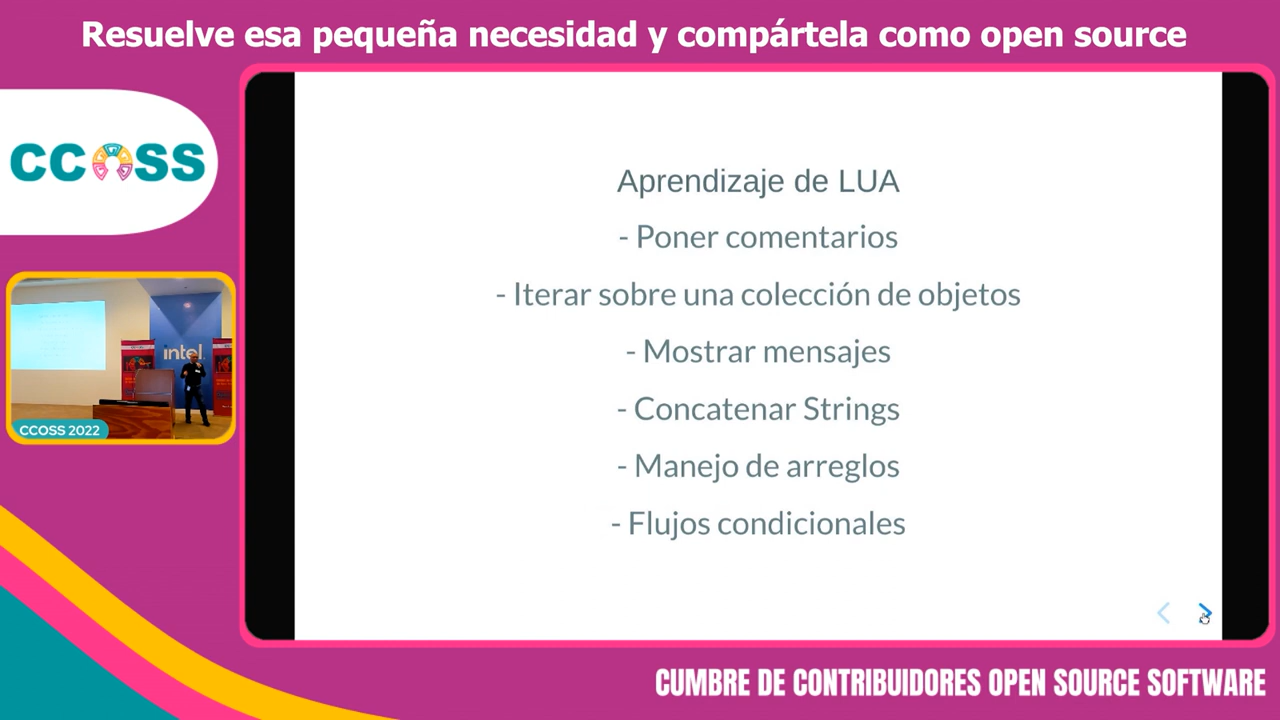 Resuelve esa pequeña necesidad y compártela como open source
CCOSS
Aprendizaje de LUA
- Poner comentarios
- Iterar sobre una colección de objetos
- Mostrar mensajes
- Concatenar Strings
- Manejo de arreglos
- Flujos condicionales
intel
CCOSS 2022
CUMBRE DE CONTRIBUIDORES OPEN SOURCE SOFTWARE